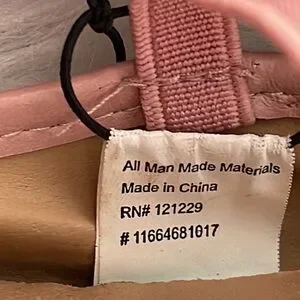 All Man Made Materials
Made in China
RN# 121229
# 11664681017